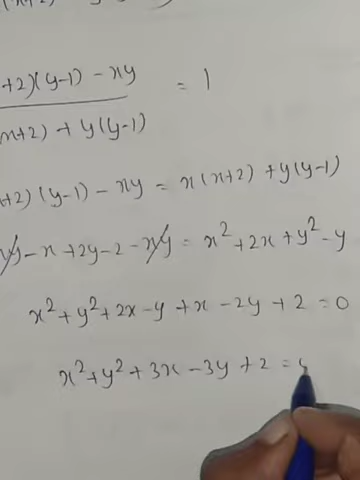 +2)(y-1) - xy = 1
x+2) + y(y-1)
x+2)(y-1) - xy = x(x+2) + y(y-1)
xy - x + 2y - 2 - xy = x² + 2x + y² - y
x² + y² + 2x - y + x - 2y + 2 = 0
x² + y² + 3x - 3y + 2 =